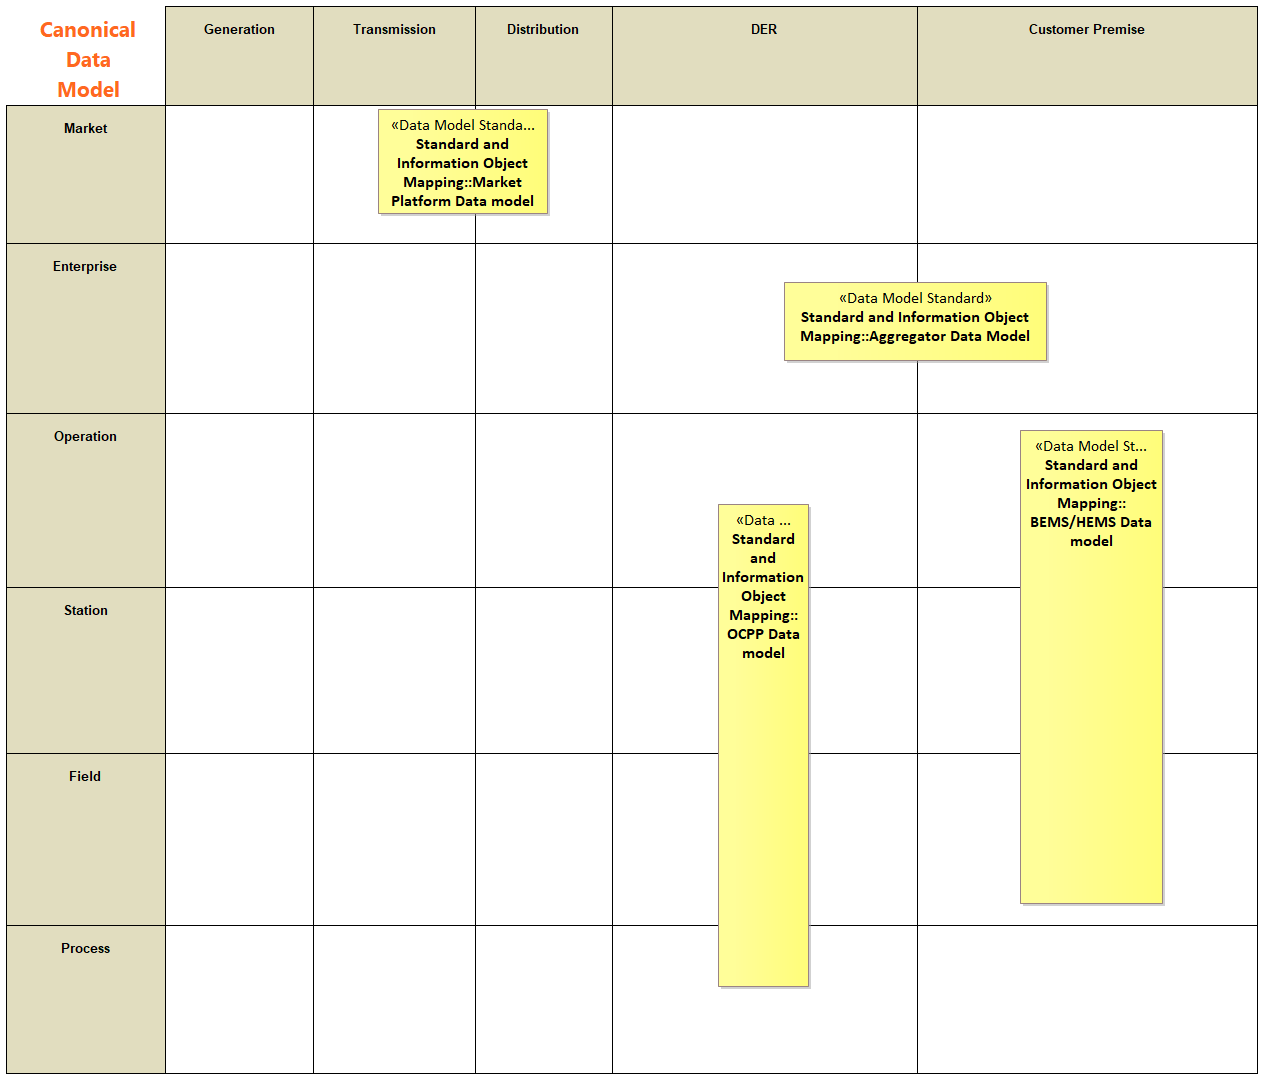 Canonical
Data
Model
Generation
Transmission
Distribution
DER
Customer Premise
Market
«Data Model Standa...
Standard and
Information Object
Mapping::Market
Platform Data model
Enterprise
«Data Model Standard»
Standard and Information Object
Mapping::Aggregator Data Model
Operation
«Data Model St...
Standard and
Information Object
Mapping::
BEMS/HEMS Data
model
«Data ...
Standard
and
Information
Object
Mapping::
OCPP Data
model
Station
Field
Process